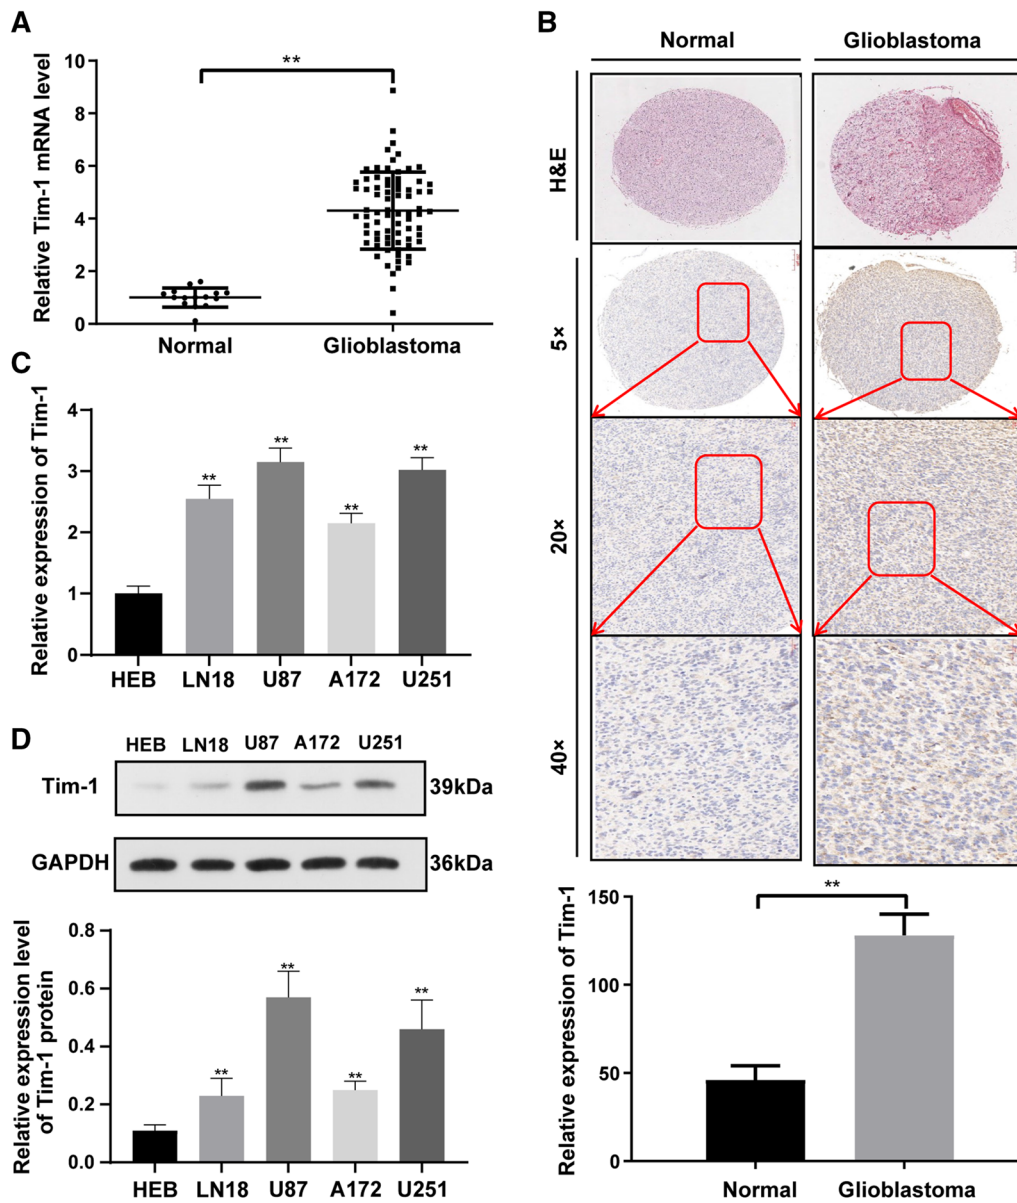 A
Relative Tim-1 mRNA level
10
8
6
4
2
0
**
Normal
Glioblastoma
B
Normal
Glioblastoma
H&E
5×
20×
40×
Relative expression of Tim-1
150
100
50
0
**
Normal
Glioblastoma
C
Relative expression of Tim-1
4
3
2
1
0
**
**
**
**
HEB
LN18
U87
A172
U251
D
HEB
LN18
U87
A172
U251
Tim-1
39kDa
GAPDH
36kDa
Relative expression level
of Tim-1 protein
0.8
0.6
0.4
0.2
0.0
**
**
**
**
HEB
LN18
U87
A172
U251